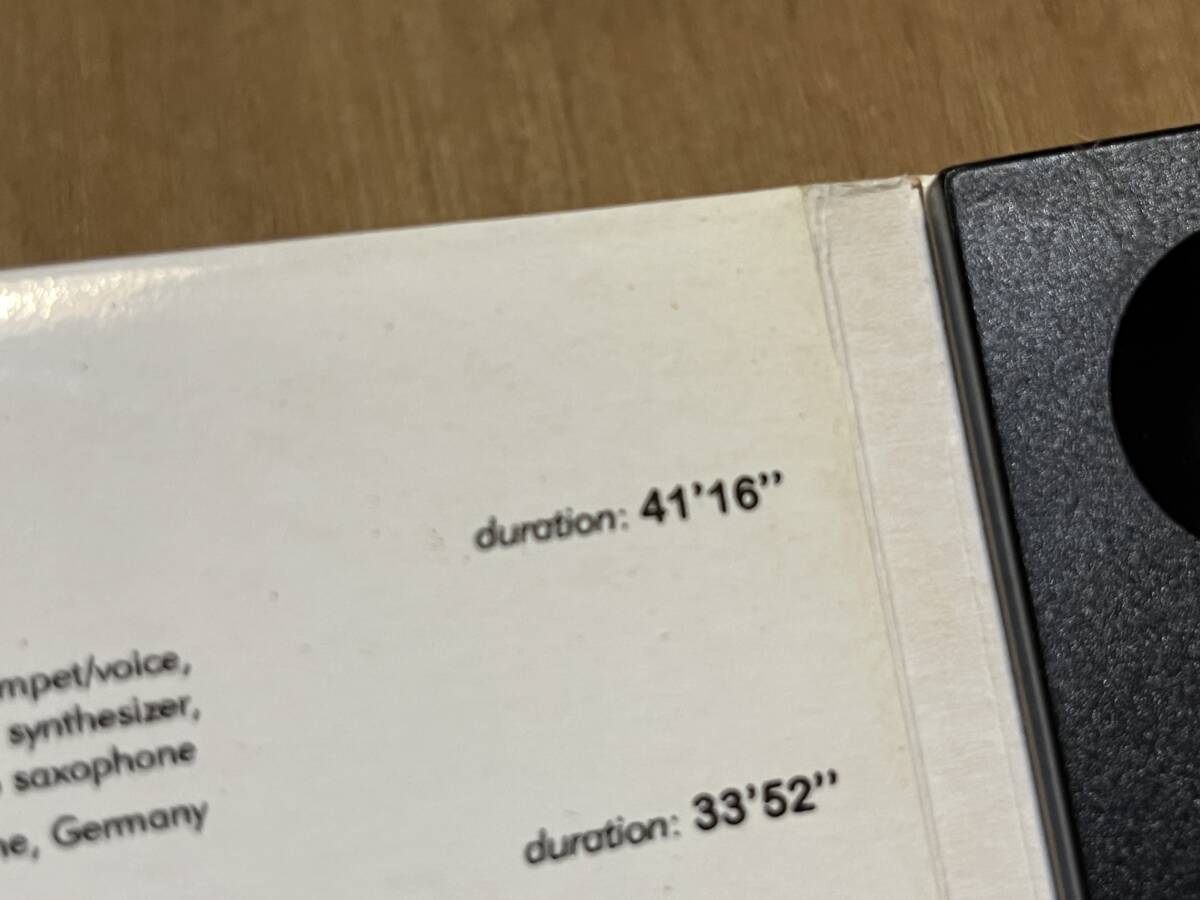 duration: 41'16''
mpet/voice,
synthesizer,
saxophone
ne, Germany
duration: 33'52''